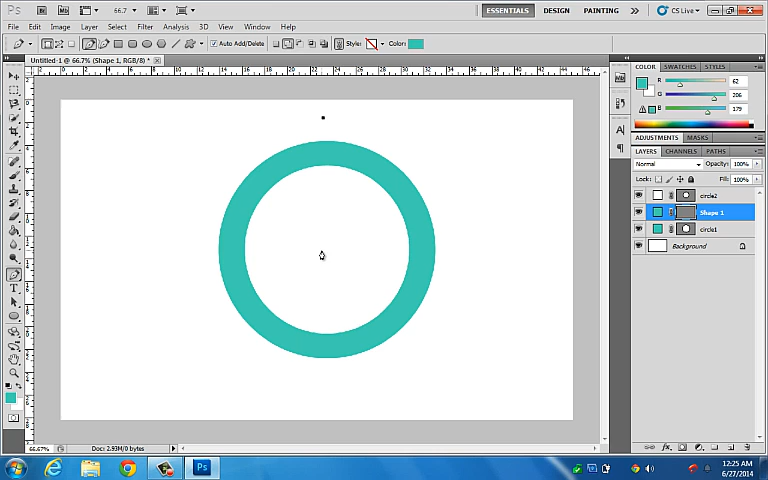 Ps Br Mb 66.7 ESSENTIALS DESIGN PAINTING CS Live
File Edit Image Layer Select Filter Analysis 3D View Window Help
Auto Add/Delete Style: Color:
Untitled-1 @ 66.7% (Shape 1, RGB/8) *
COLOR SWATCHES STYLES
R 62
G 206
B 179
ADJUSTMENTS MASKS
LAYERS CHANNELS PATHS
Normal Opacity: 100%
Lock: Fill: 100%
circle2
Shape 1
circle1
Background
66.67% Doc: 2.93M/0 bytes
12:25 AM
6/27/2014